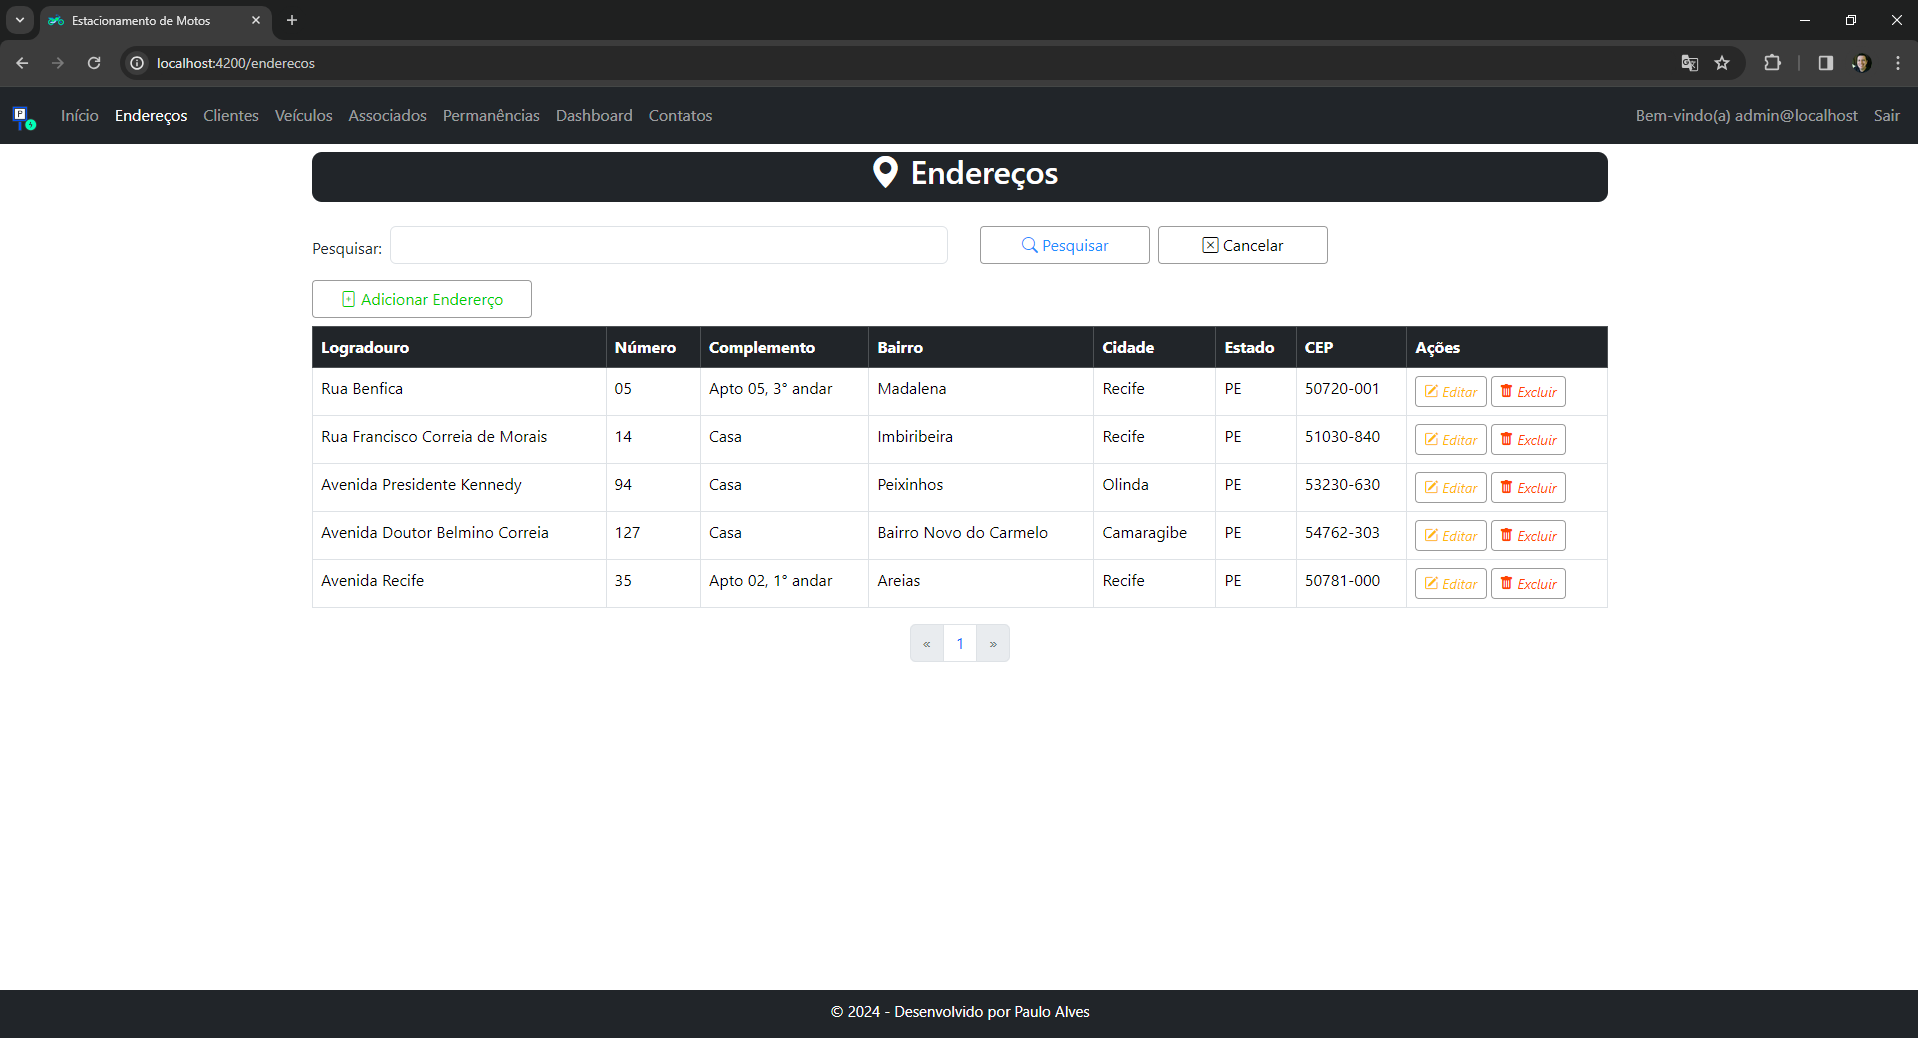 Estacionamento de Motos
localhost:4200/enderecos
P Início Endereços Clientes Veículos Associados Permanências Dashboard Contatos Bem-vindo(a) admin@localhost Sair
Endereços
Pesquisar: Pesquisar Cancelar
Adicionar Endererço
Logradouro Número Complemento Bairro Cidade Estado CEP Ações
Rua Benfica 05 Apto 05, 3° andar Madalena Recife PE 50720-001 Editar Excluir
Rua Francisco Correia de Morais 14 Casa Imbiribeira Recife PE 51030-840 Editar Excluir
Avenida Presidente Kennedy 94 Casa Peixinhos Olinda PE 53230-630 Editar Excluir
Avenida Doutor Belmino Correia 127 Casa Bairro Novo do Carmelo Camaragibe PE 54762-303 Editar Excluir
Avenida Recife 35 Apto 02, 1° andar Areias Recife PE 50781-000 Editar Excluir
« 1 »
© 2024 - Desenvolvido por Paulo Alves